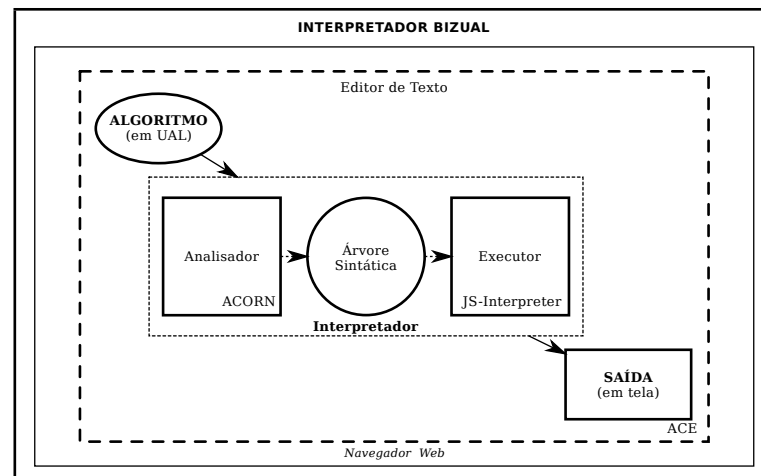 INTERPRETADOR BIZUAL
Editor de Texto
ALGORITMO
(em UAL)
Analisador
ACORN
Árvore
Sintática
Executor
JS-Interpreter
Interpretador
SAÍDA
(em tela)
ACE
Navegador Web